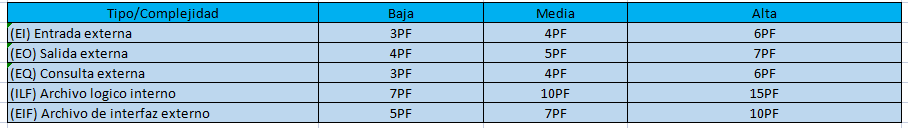 Tipo/Complejidad Baja Media Alta
(EI) Entrada externa 3PF 4PF 6PF
(EO) Salida externa 4PF 5PF 7PF
(EQ) Consulta externa 3PF 4PF 6PF
(ILF) Archivo logico interno 7PF 10PF 15PF
(EIF) Archivo de interfaz externo 5PF 7PF 10PF